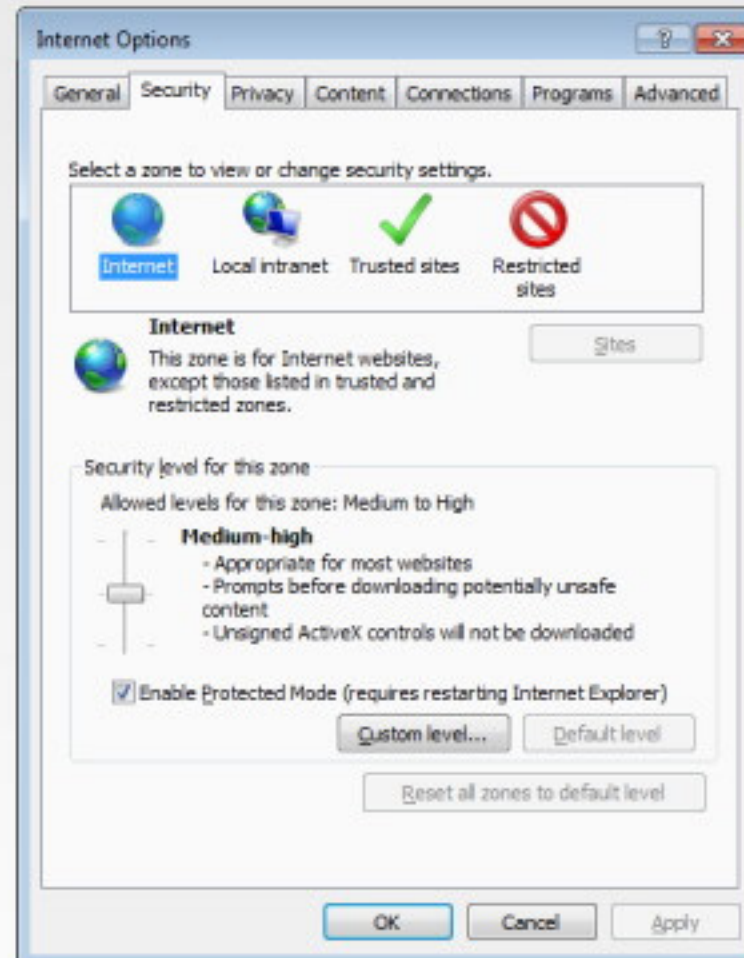 Internet Options
General Security Privacy Content Connections Programs Advanced
Select a zone to view or change security settings.
Internet Local intranet Trusted sites Restricted
sites
Internet
Sites
This zone is for Internet websites,
except those listed in trusted and
restricted zones.
Security level for this zone
Allowed levels for this zone: Medium to High
Medium-high
- Appropriate for most websites
- Prompts before downloading potentially unsafe
content
- Unsigned ActiveX controls will not be downloaded
Enable Protected Mode (requires restarting Internet Explorer)
Custom level... Default level
Reset all zones to default level
OK Cancel Apply